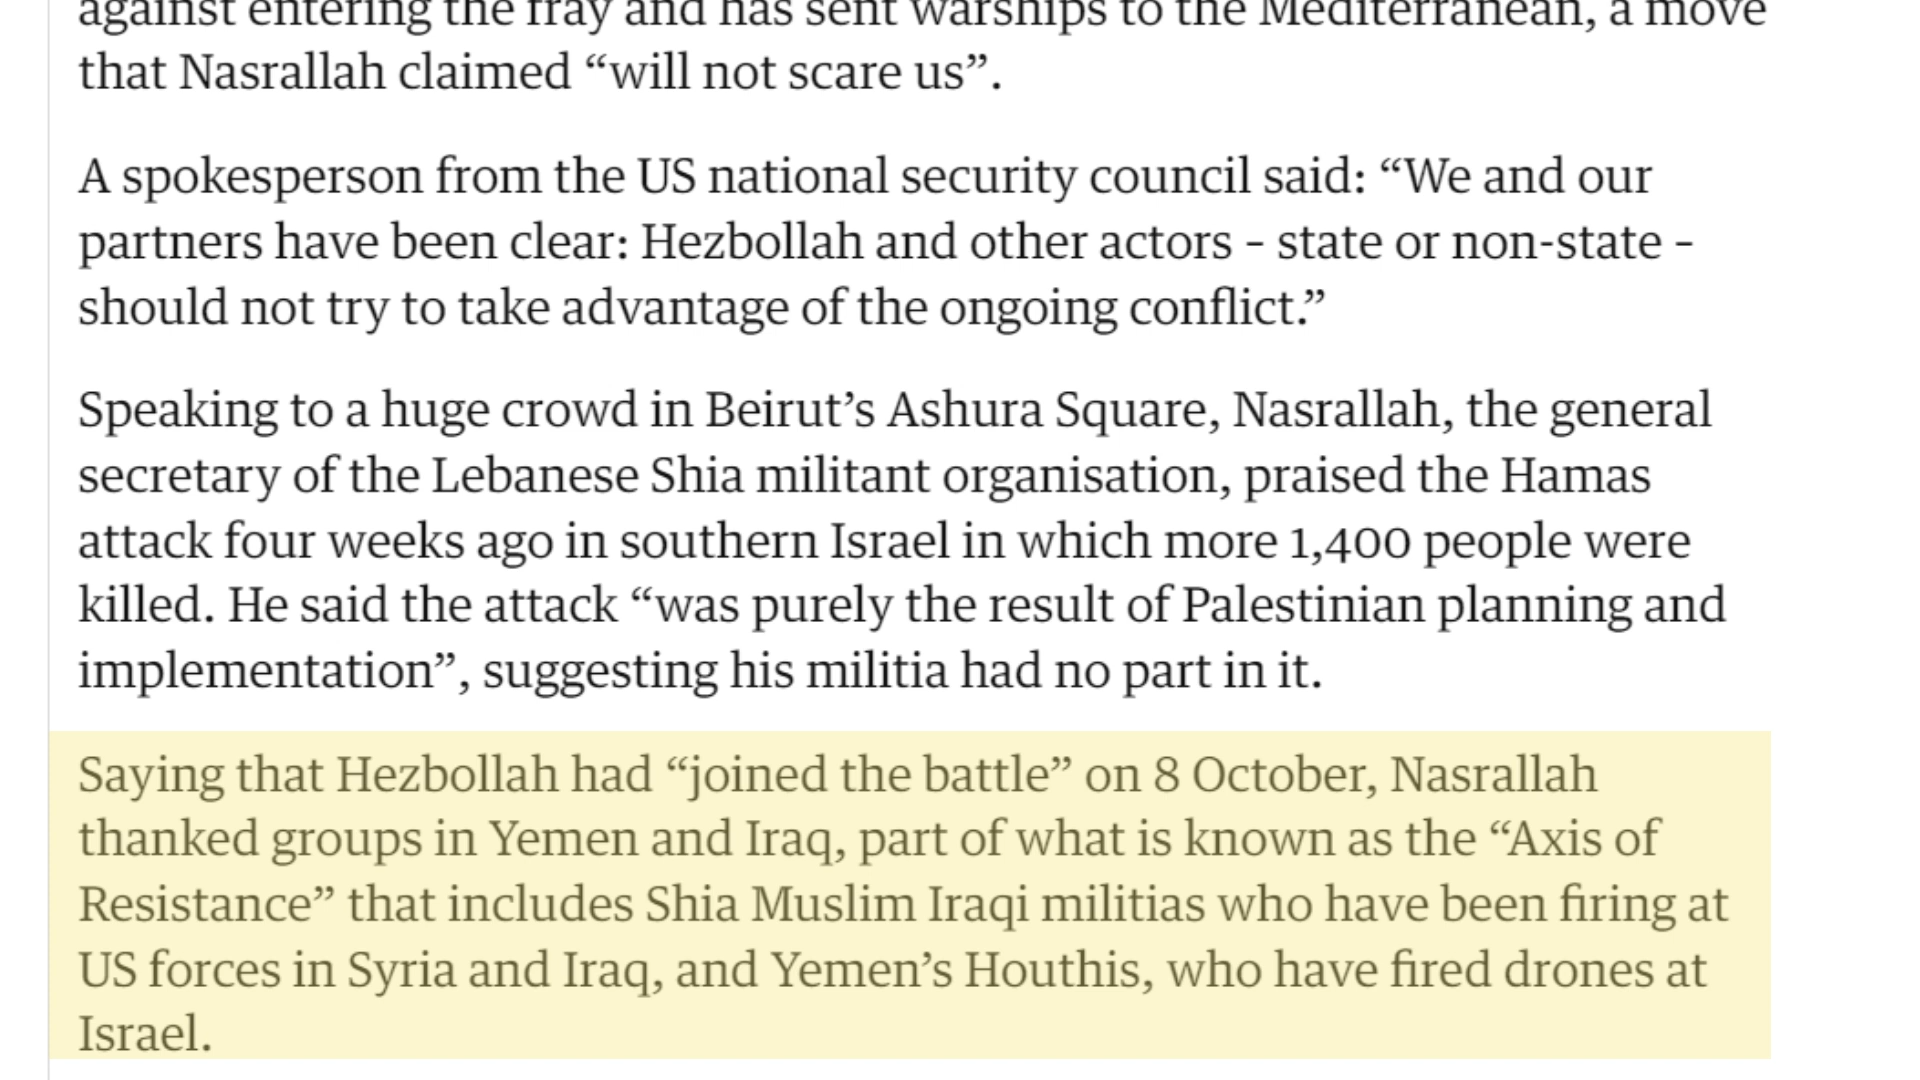 against entering the fray and has sent warships to the Mediterranean, a move
that Nasrallah claimed “will not scare us”.
A spokesperson from the US national security council said: “We and our
partners have been clear: Hezbollah and other actors – state or non-state –
should not try to take advantage of the ongoing conflict.”
Speaking to a huge crowd in Beirut’s Ashura Square, Nasrallah, the general
secretary of the Lebanese Shia militant organisation, praised the Hamas
attack four weeks ago in southern Israel in which more 1,400 people were
killed. He said the attack “was purely the result of Palestinian planning and
implementation”, suggesting his militia had no part in it.
Saying that Hezbollah had “joined the battle” on 8 October, Nasrallah
thanked groups in Yemen and Iraq, part of what is known as the “Axis of
Resistance” that includes Shia Muslim Iraqi militias who have been firing at
US forces in Syria and Iraq, and Yemen’s Houthis, who have fired drones at
Israel.